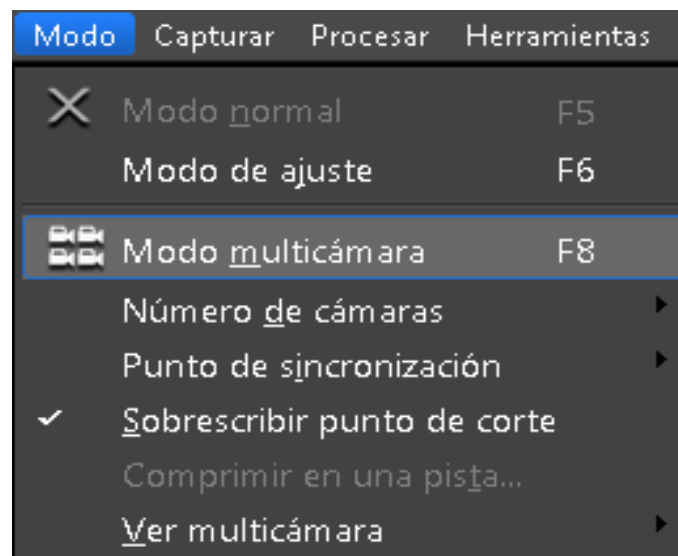 Modo Capturar Procesar Herramientas
Modo normal F5
Modo de ajuste F6
Modo multicámara F8
Número de cámaras
Punto de sincronización
Sobrescribir punto de corte
Comprimir en una pista...
Ver multicámara